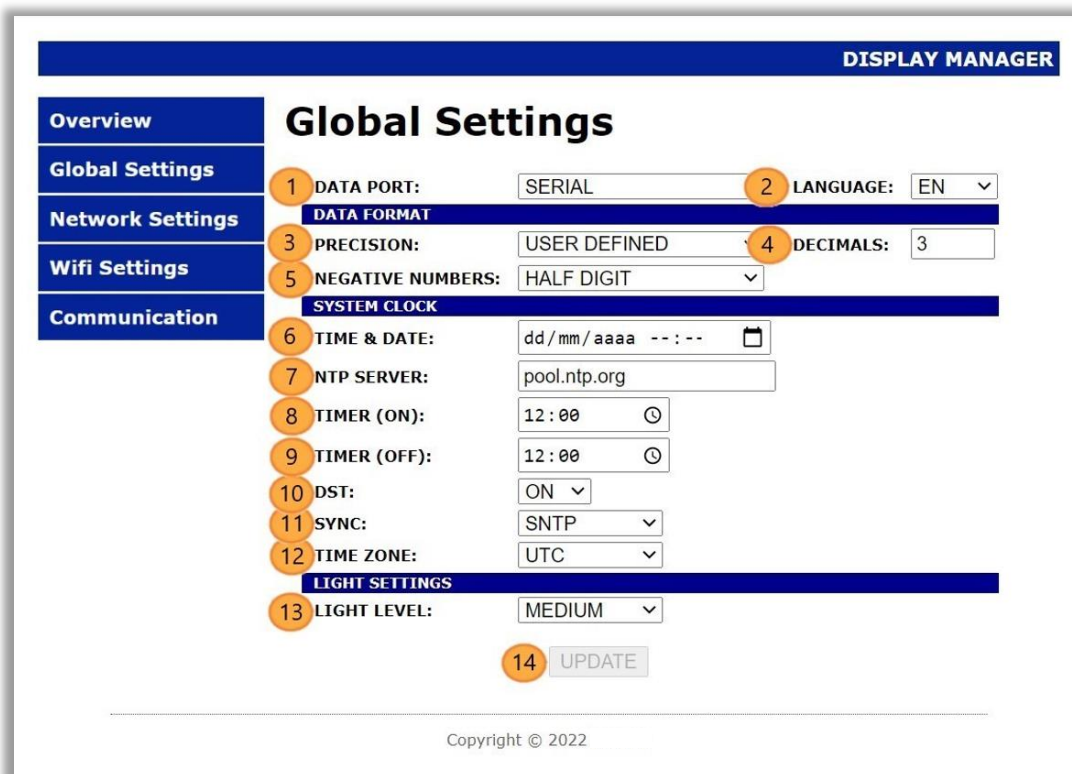 DISPLAY MANAGER
Overview
Global Settings
Network Settings
Wifi Settings
Communication
Global Settings
1 DATA PORT: SERIAL 2 LANGUAGE: EN
DATA FORMAT
3 PRECISION: USER DEFINED 4 DECIMALS: 3
5 NEGATIVE NUMBERS: HALF DIGIT
SYSTEM CLOCK
6 TIME & DATE: dd/mm/aaaa --:--
7 NTP SERVER: pool.ntp.org
8 TIMER (ON): 12:00
9 TIMER (OFF): 12:00
10 DST: ON
11 SYNC: SNTP
12 TIME ZONE: UTC
LIGHT SETTINGS
13 LIGHT LEVEL: MEDIUM
14 UPDATE
Copyright © 2022